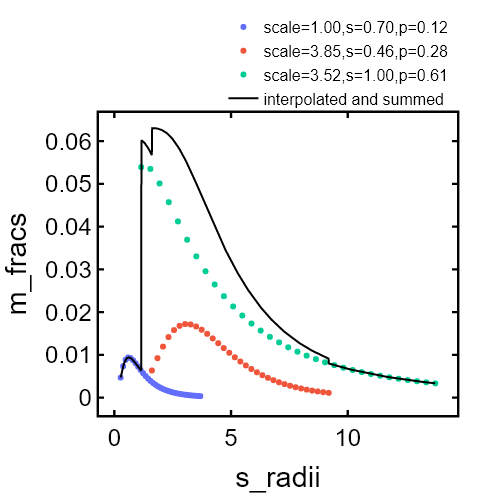 scale=1.00,s=0.70,p=0.12
scale=3.85,s=0.46,p=0.28
scale=3.52,s=1.00,p=0.61
interpolated and summed
0.06
0.05
0.04
0.03
0.02
0.01
0
m_fracs
0 5 10
s_radii